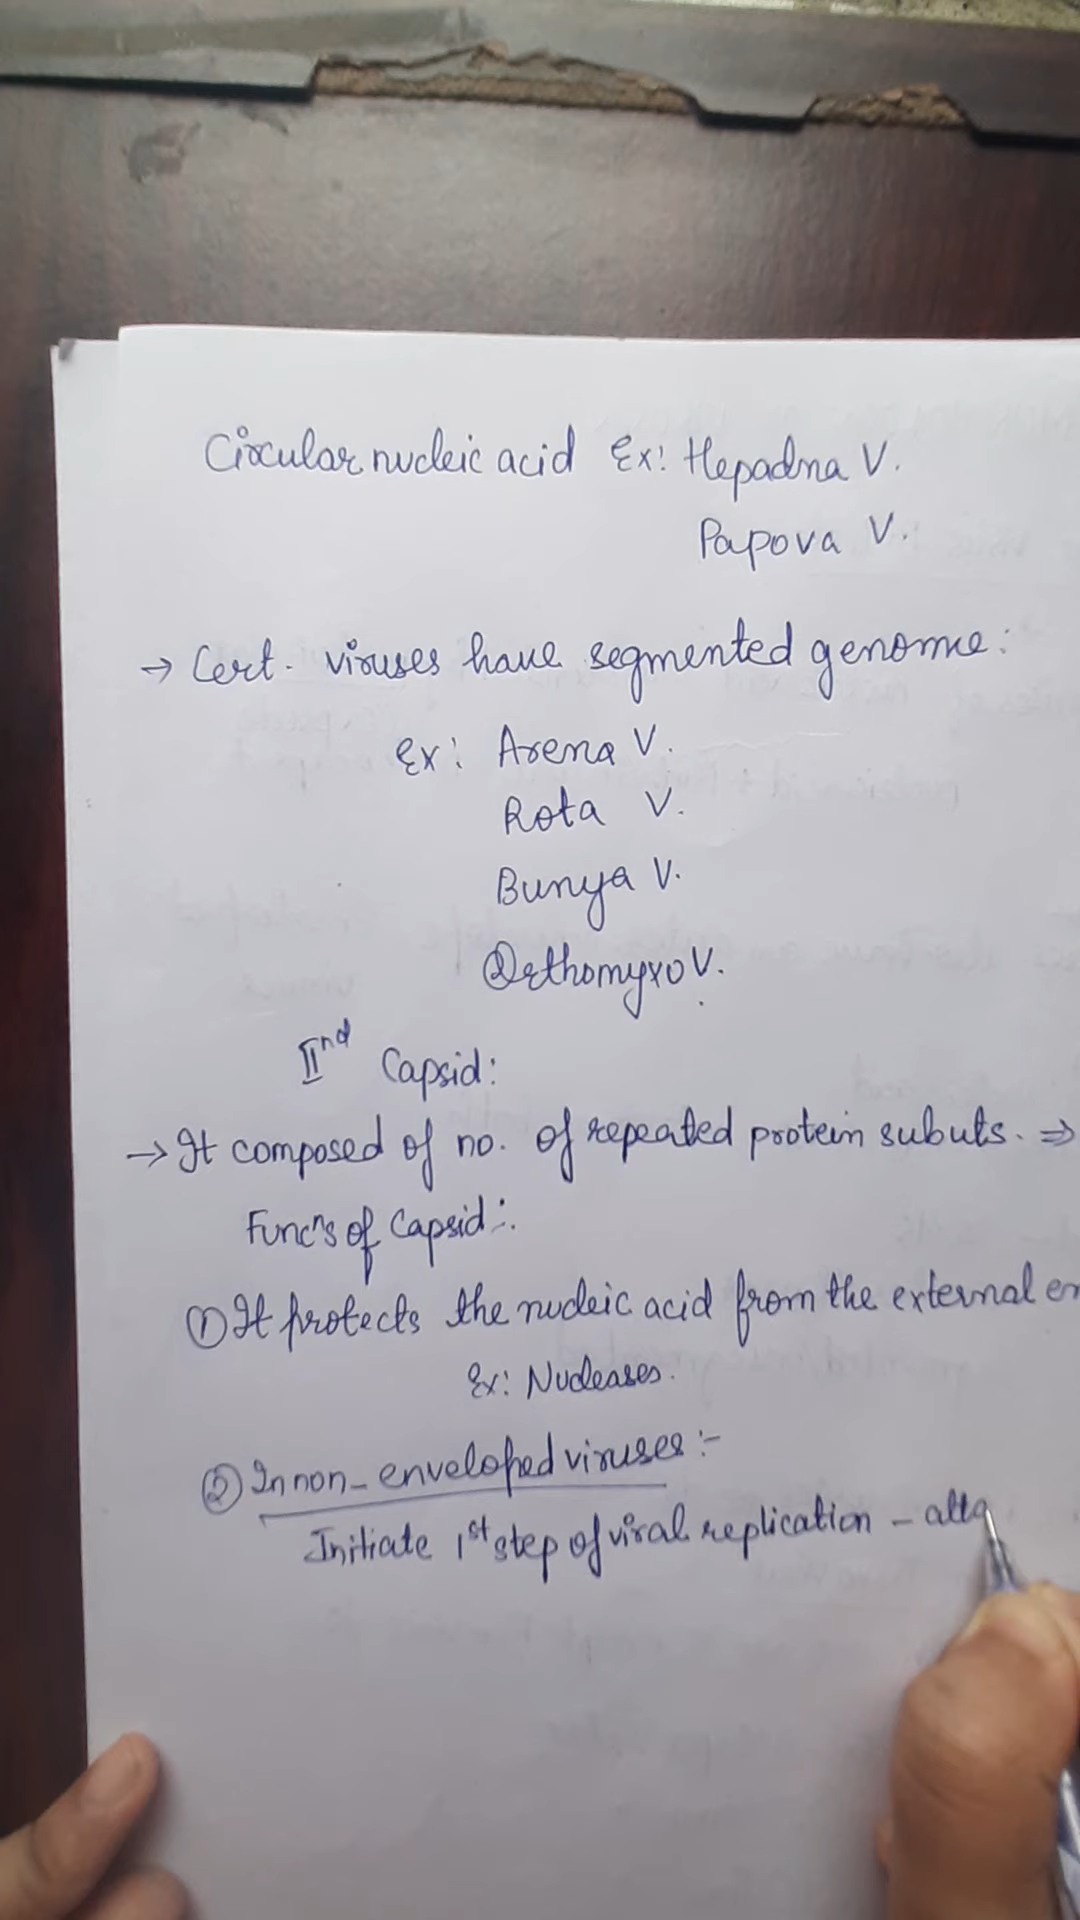 Circular nucleic acid Ex: Hepadna V.
Papova V.
→ Cert. viruses have segmented genome:
Ex: Arena V.
Rota V.
Bunya V.
Orthomyxo V.
IInd Capsid:
→ It composed of no. of repeated protein subuts. ⇒
Func's of Capsid:.
① It protects the nucleic acid from the external en
Ex: Nucleases.
② In non-enveloped viruses:-
Initiate 1st step of viral replication - atta